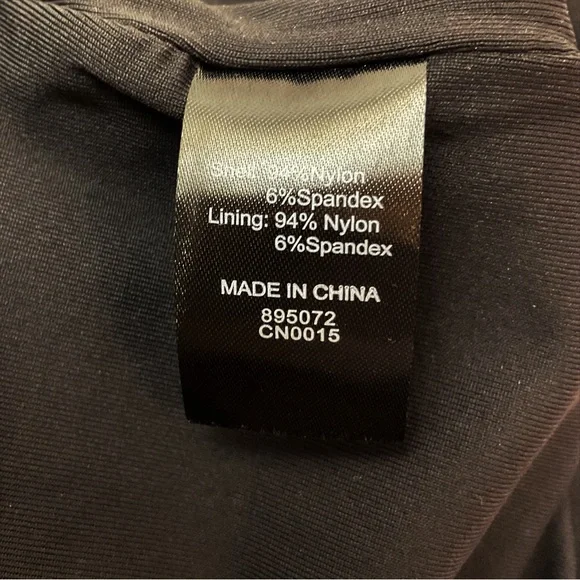 Shell: 94%Nylon
6%Spandex
Lining: 94% Nylon
6%Spandex
MADE IN CHINA
895072
CN0015